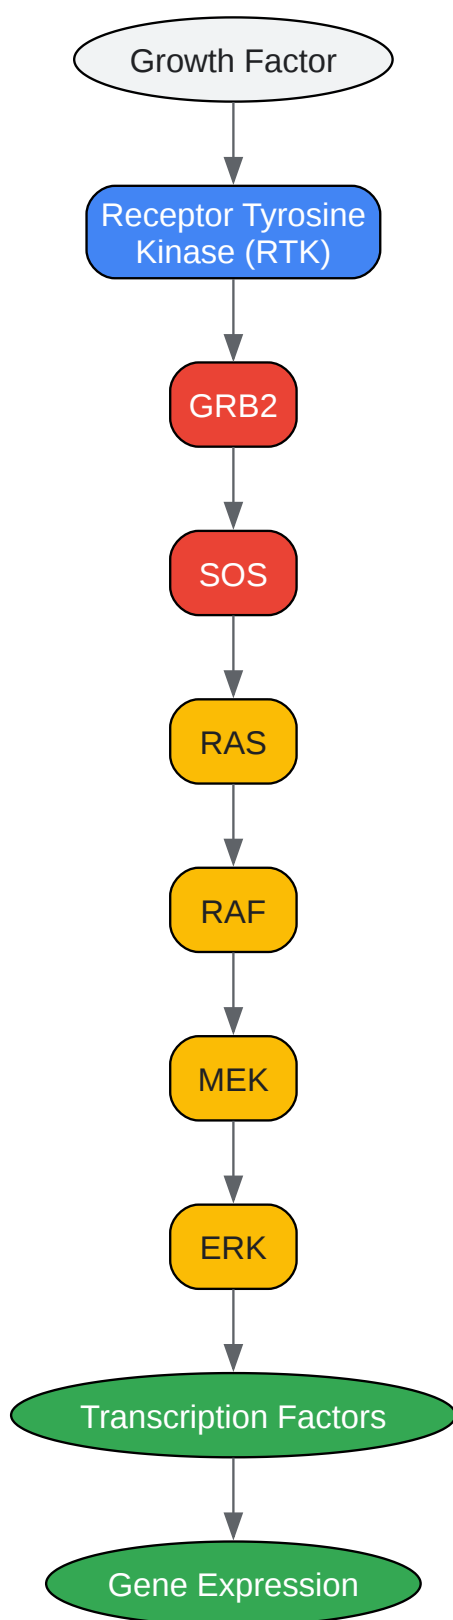 Growth Factor
Receptor Tyrosine
Kinase (RTK)
GRB2
SOS
RAS
RAF
MEK
ERK
Transcription Factors
Gene Expression